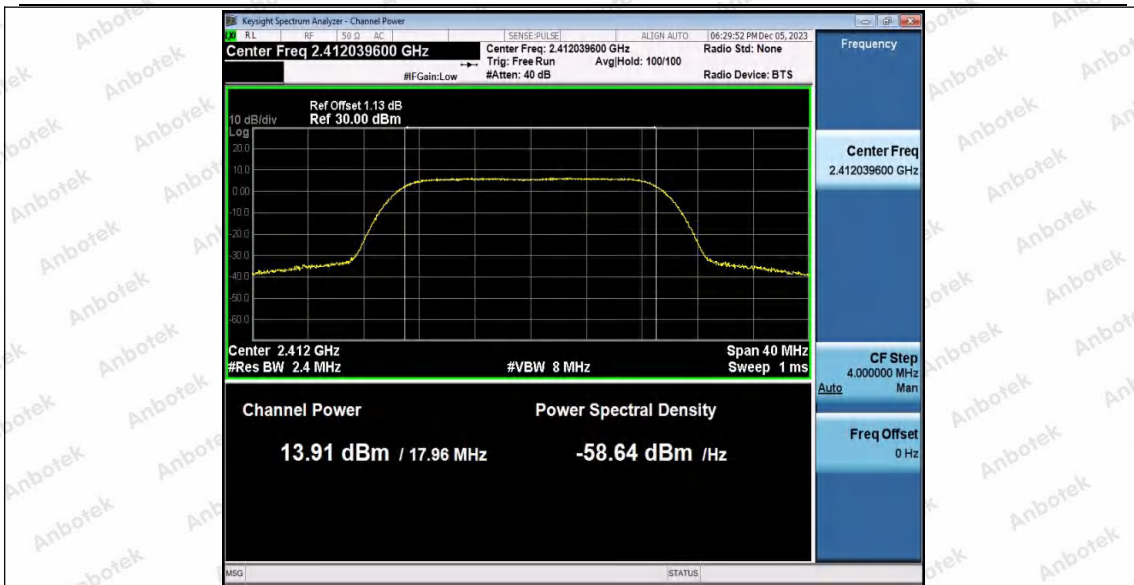 Keysight Spectrum Analyzer - Channel Power
LXI RL RF 50 Ω AC SENSE:PULSE ALIGN AUTO 06:29:52 PM Dec 05, 2023
Center Freq 2.412039600 GHz
Center Freq: 2.412039600 GHz
Radio Std: None
Trig: Free Run Avg|Hold: 100/100
#IFGain:Low
#Atten: 40 dB
Radio Device: BTS
Ref Offset 1.13 dB
10 dB/div Ref 30.00 dBm
Log
20.0
10.0
0.00
-10.0
-20.0
-30.0
-40.0
-50.0
-60.0
Center 2.412 GHz Span 40 MHz
#Res BW 2.4 MHz #VBW 8 MHz Sweep 1 ms
Channel Power Power Spectral Density
13.91 dBm / 17.96 MHz -58.64 dBm /Hz
MSG STATUS
Frequency
Center Freq
2.412039600 GHz
CF Step
4.000000 MHz
Auto Man
Freq Offset
0 Hz
Anbotek